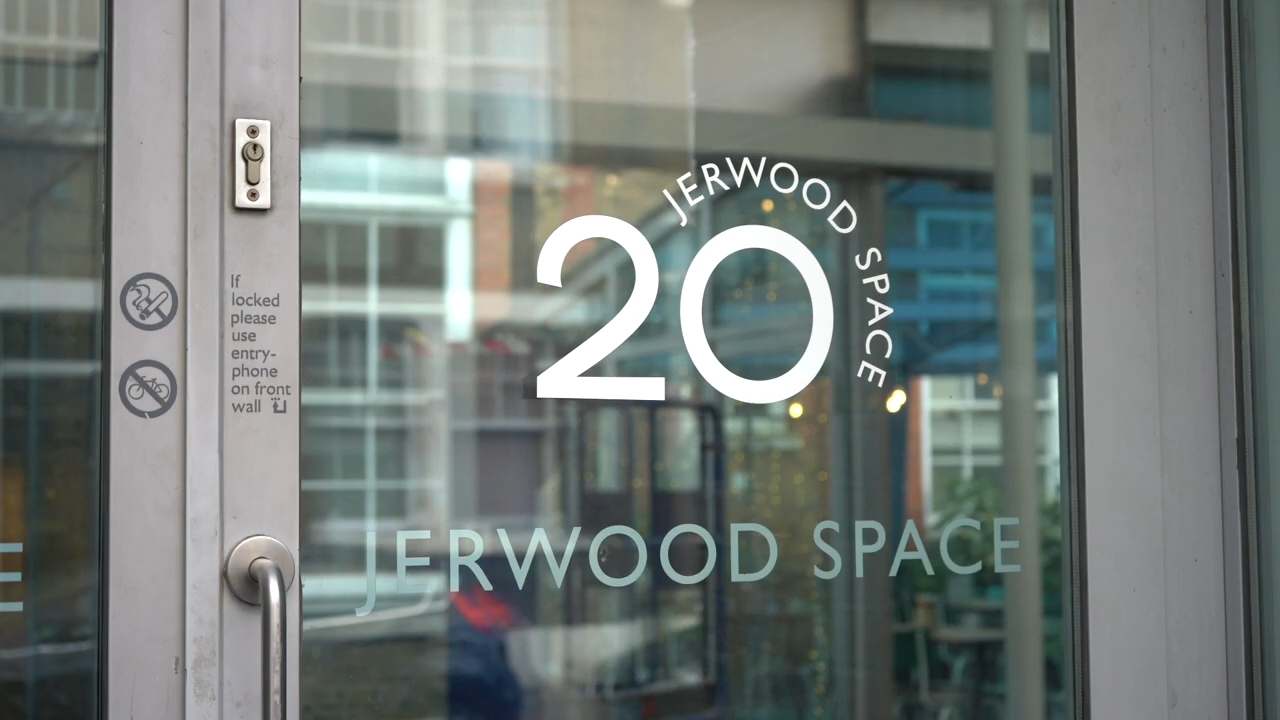 JERWOOD SPACE
20
If
locked
please
use
entry-
phone
on front
wall
JERWOOD SPACE
E